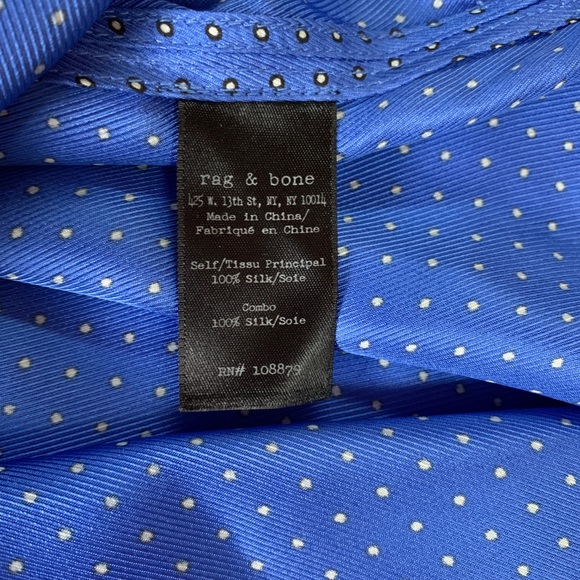 rag & bone
425 W. 13th St, NY, NY 10014
Made in China/
Fabriqué en Chine
Self/Tissu Principal
100% Silk/Soie
Combo
100% Silk/Soie
RN# 108879